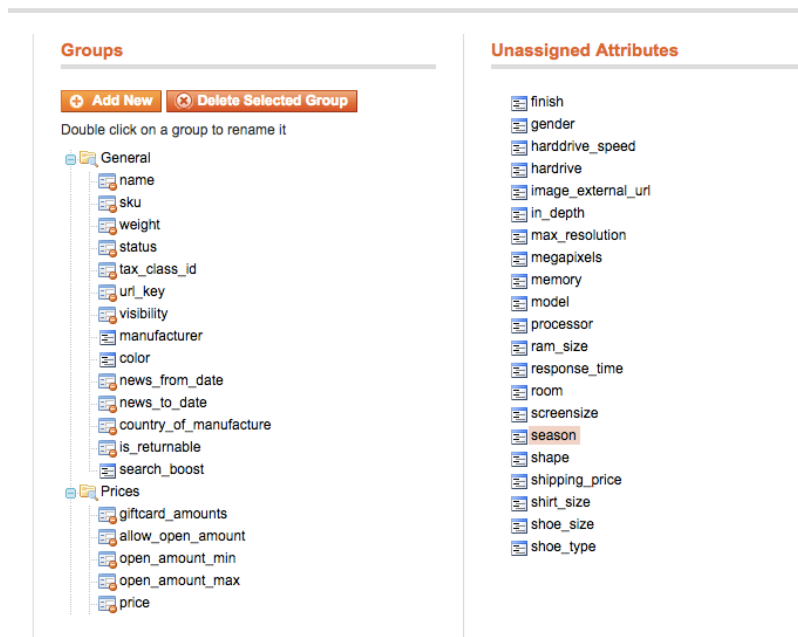 Groups
Add New
Delete Selected Group
Double click on a group to rename it
General
name
sku
weight
status
tax_class_id
url_key
visibility
manufacturer
color
news_from_date
news_to_date
country_of_manufacture
is_returnable
search_boost
Prices
giftcard_amounts
allow_open_amount
open_amount_min
open_amount_max
price
Unassigned Attributes
finish
gender
harddrive_speed
hardrive
image_external_url
in_depth
max_resolution
megapixels
memory
model
processor
ram_size
response_time
room
screensize
season
shape
shipping_price
shirt_size
shoe_size
shoe_type